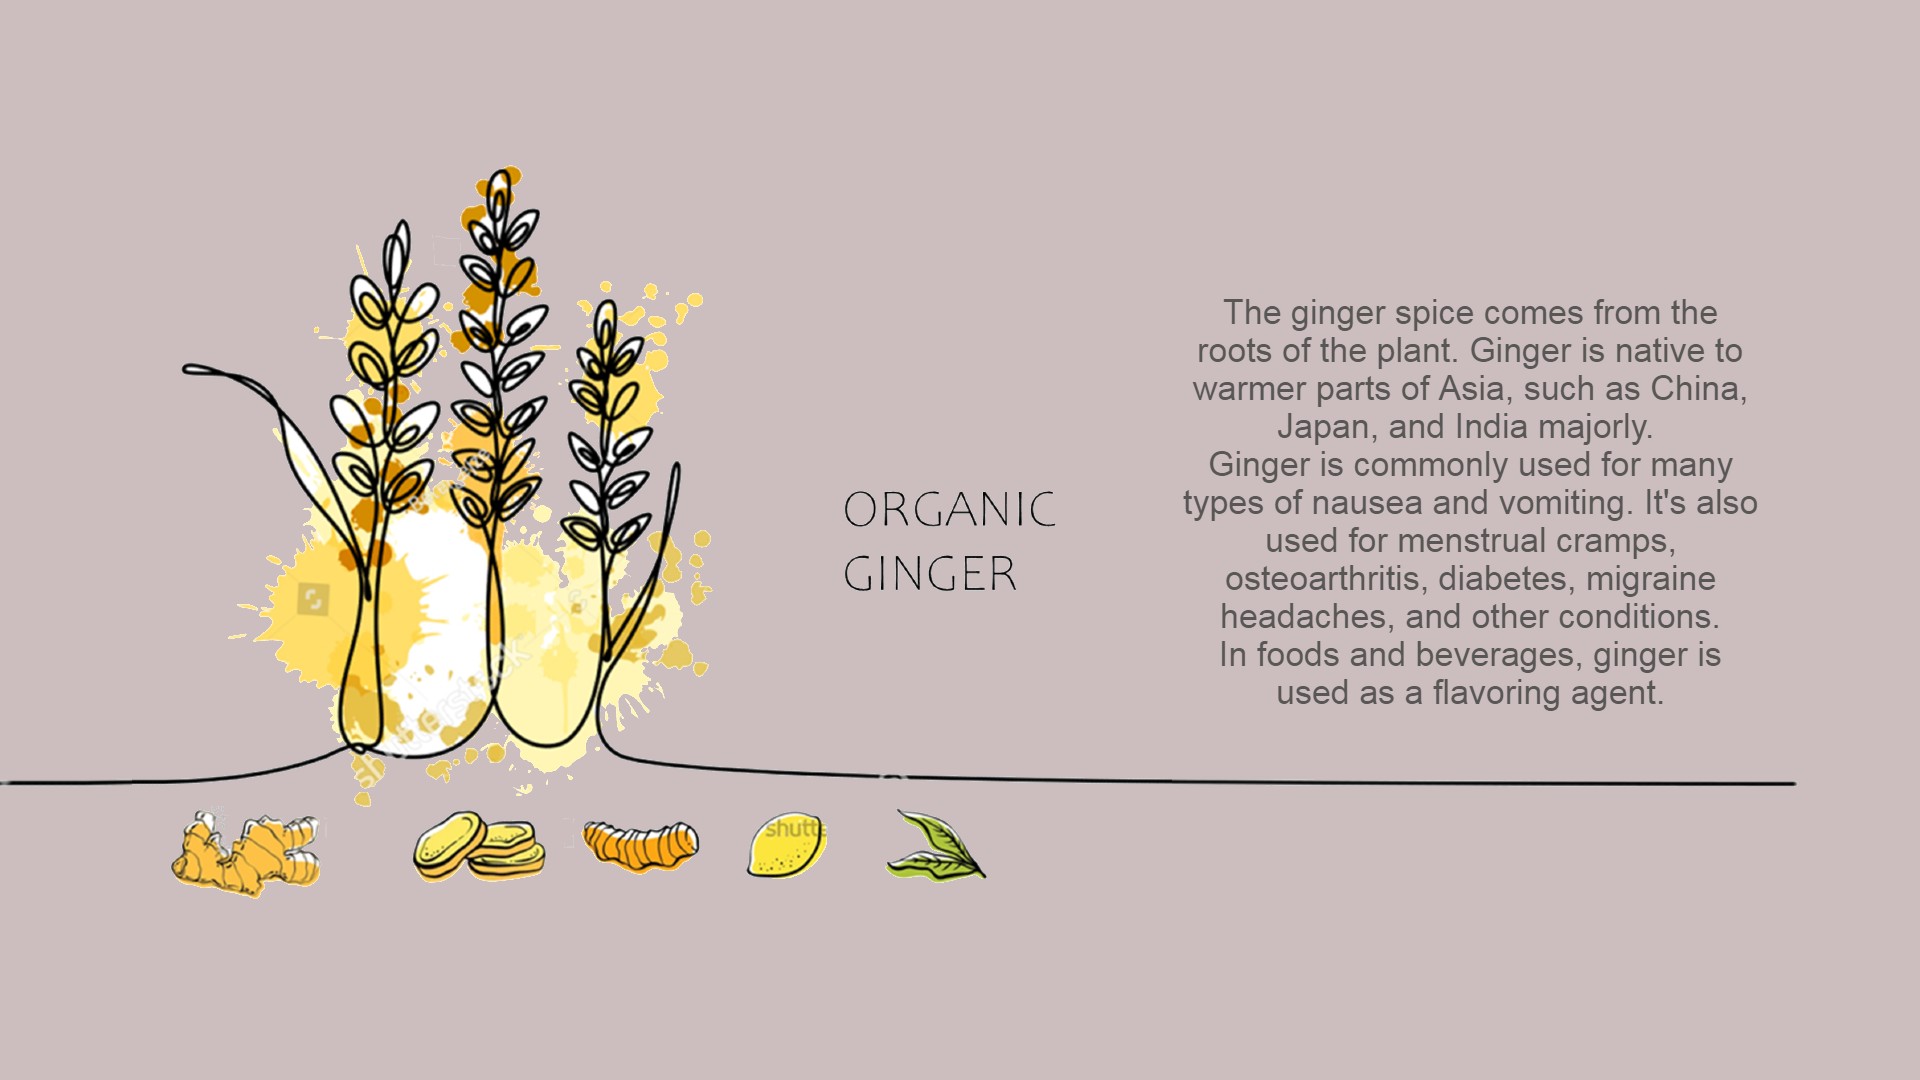 ORGANIC
GINGER
The ginger spice comes from the
roots of the plant. Ginger is native to
warmer parts of Asia, such as China,
Japan, and India majorly.
Ginger is commonly used for many
types of nausea and vomiting. It's also
used for menstrual cramps,
osteoarthritis, diabetes, migraine
headaches, and other conditions.
In foods and beverages, ginger is
used as a flavoring agent.
shutterstock
shutt